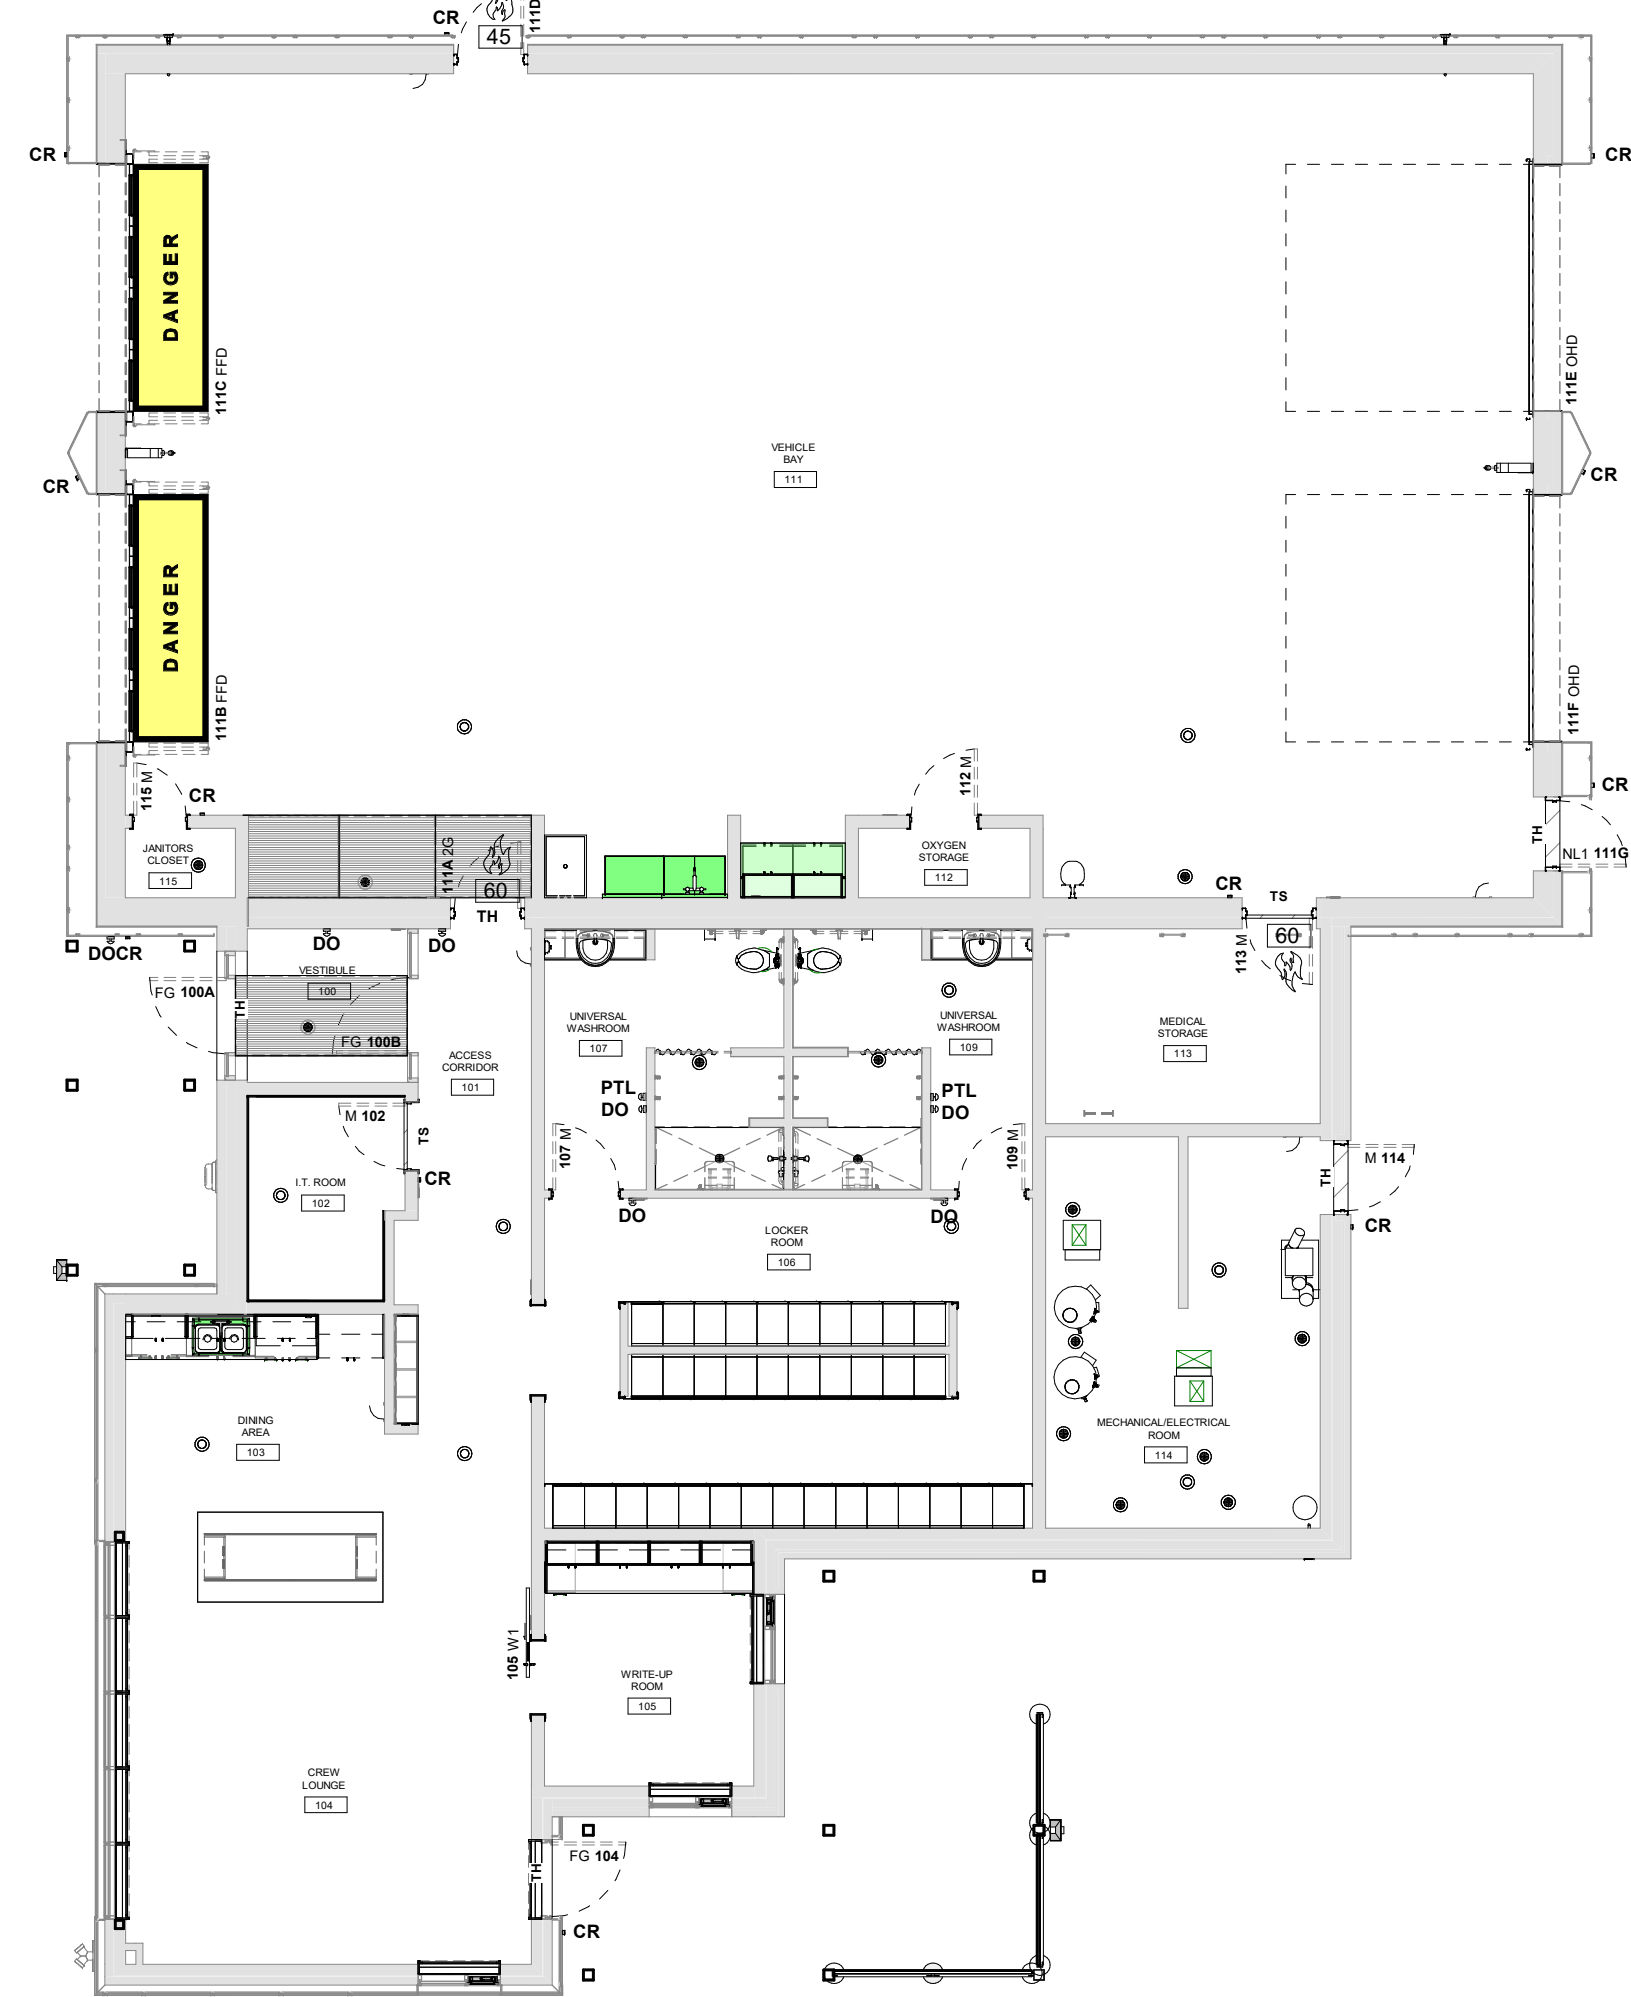 CR
45
111D
CR
CR
DANGER
111C FFD
111E OHD
VEHICLE
BAY
111
CR
CR
DANGER
111B FFD
111F OHD
115 M
CR
112 M
CR
JANITORS
CLOSET
115
111A 2G
60
TH
OXYGEN
STORAGE
112
TH
NL1 111G
CR
TS
DOCR
DO
DO
113 M
60
VESTIBULE
100
FG 100A
TH
FG 100B
UNIVERSAL
WASHROOM
107
UNIVERSAL
WASHROOM
109
MEDICAL
STORAGE
113
ACCESS
CORRIDOR
101
PTL
DO
PTL
DO
M 102
TS
CR
107 M
109 M
M 114
TH
CR
I.T. ROOM
102
DO
DO
LOCKER
ROOM
106
DINING
AREA
103
MECHANICAL/ELECTRICAL
ROOM
114
105 W1
WRITE-UP
ROOM
105
CREW
LOUNGE
104
TH
FG 104
CR